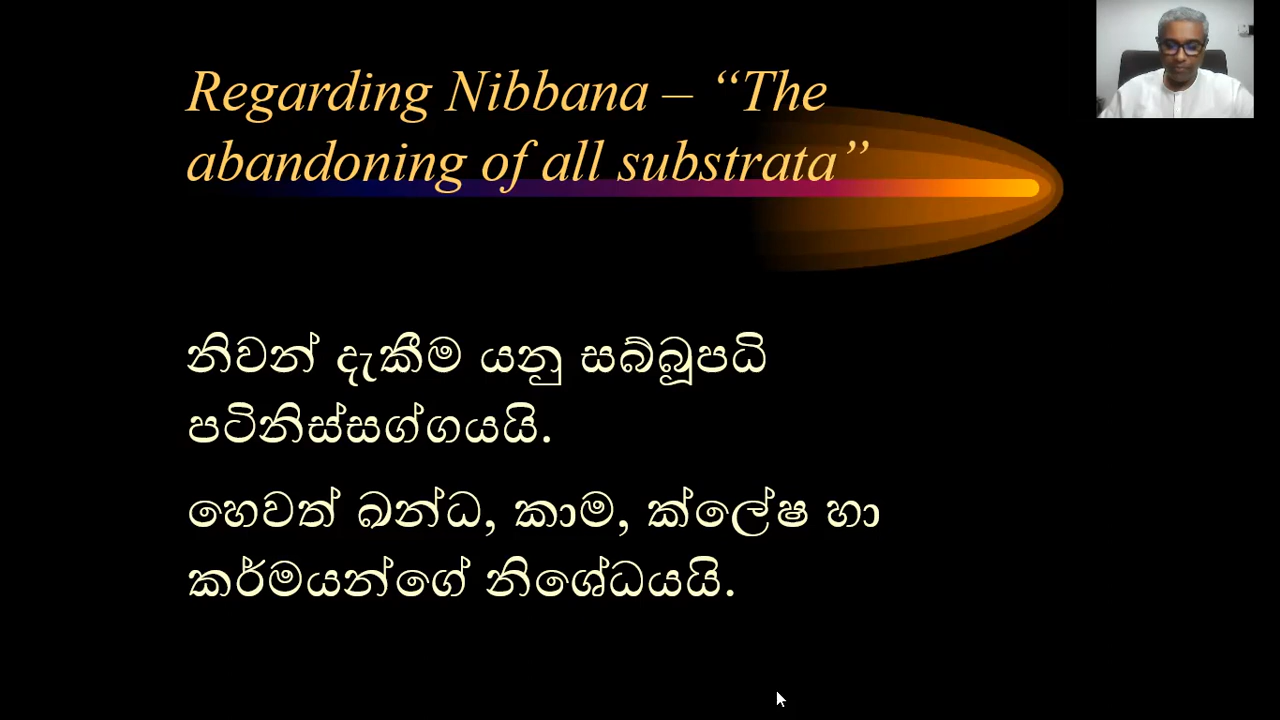 Regarding Nibbana – “The
abandoning of all substrata”
නිවන් දැකීම යනු සබ්බූපධි
පටිනිස්සග්ගයයි.
හෙවත් ඛන්ධ, කාම, ක්ලේෂ හා
කර්මයන්ගේ නිශේධයයි.